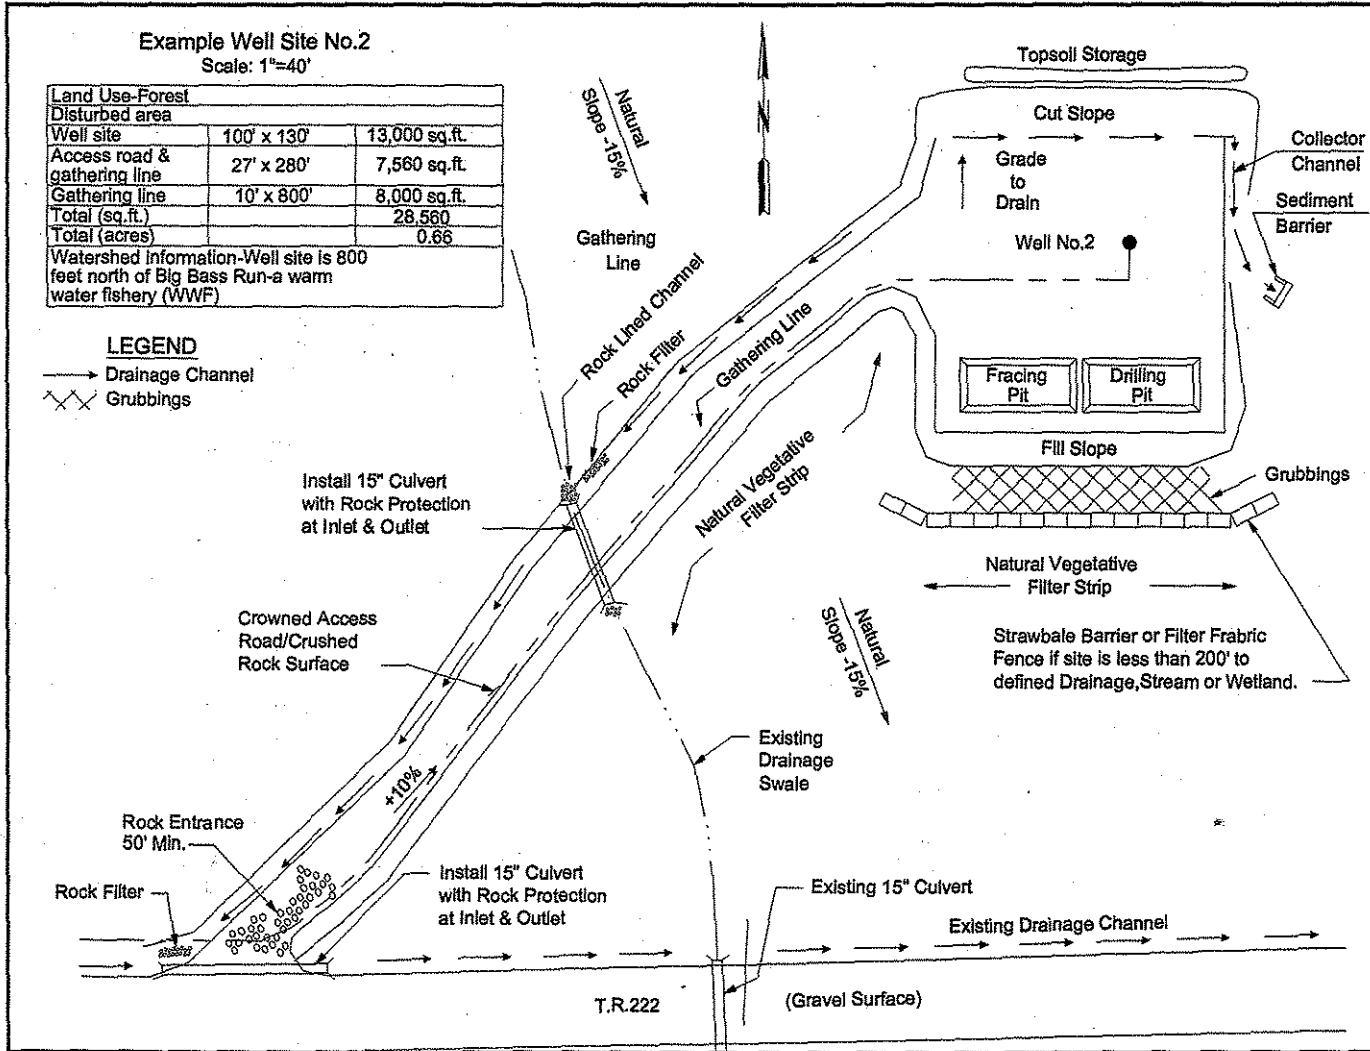 Example Well Site No.2
Scale: 1"=40'
Land Use-Forest
Disturbed area
Well site 100' x 130' 13,000 sq.ft.
Access road & gathering line 27' x 280' 7,560 sq.ft.
Gathering line 10' x 800' 8,000 sq.ft.
Total (sq.ft.) 28,560
Total (acres) 0.66
Watershed Information-Well site is 800
feet north of Big Bass Run-a warm
water fishery (WWF)
LEGEND
Drainage Channel
Grubbings
Natural
Slope -15%
N
Gathering
Line
Rock Lined Channel
Rock Filter
Gathering Line
Topsoil Storage
Cut Slope
Grade
to
Drain
Collector
Channel
Sediment
Barrier
Well No.2
Fracing
Pit
Drilling
Pit
Fill Slope
Grubbings
Natural Vegetative
Filter Strip
Install 15" Culvert
with Rock Protection
at Inlet & Outlet
Natural Vegetative
Filter Strip
Natural
Slope -15%
Strawbale Barrier or Filter Frabric
Fence if site is less than 200' to
defined Drainage,Stream or Wetland.
Crowned Access
Road/Crushed
Rock Surface
+10%
Existing
Drainage
Swale
Rock Entrance
50' Min.
Rock Filter
Install 15" Culvert
with Rock Protection
at Inlet & Outlet
Existing 15" Culvert
Existing Drainage Channel
T.R.222
(Gravel Surface)